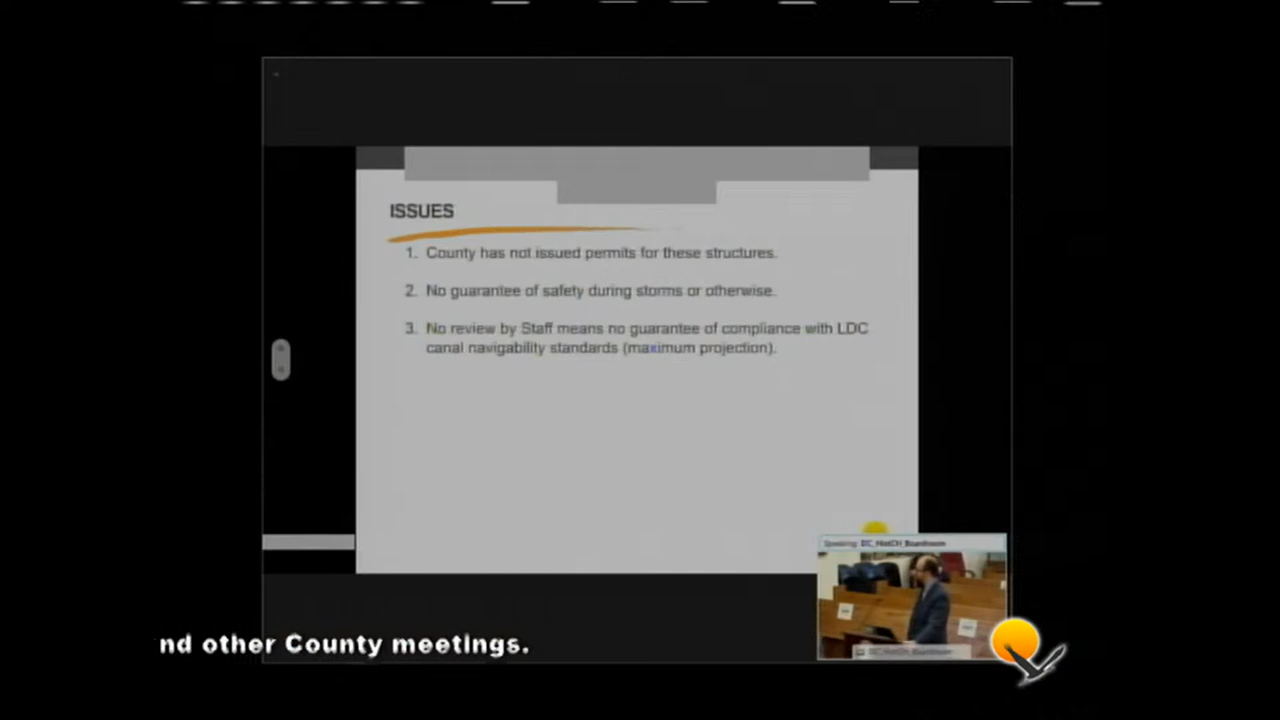 ISSUES
1. County has not issued permits for these structures.
2. No guarantee of safety during storms or otherwise.
3. No review by Staff means no guarantee of compliance with LDC
canal navigability standards (maximum projection).
Speaking:
nd other County meetings.